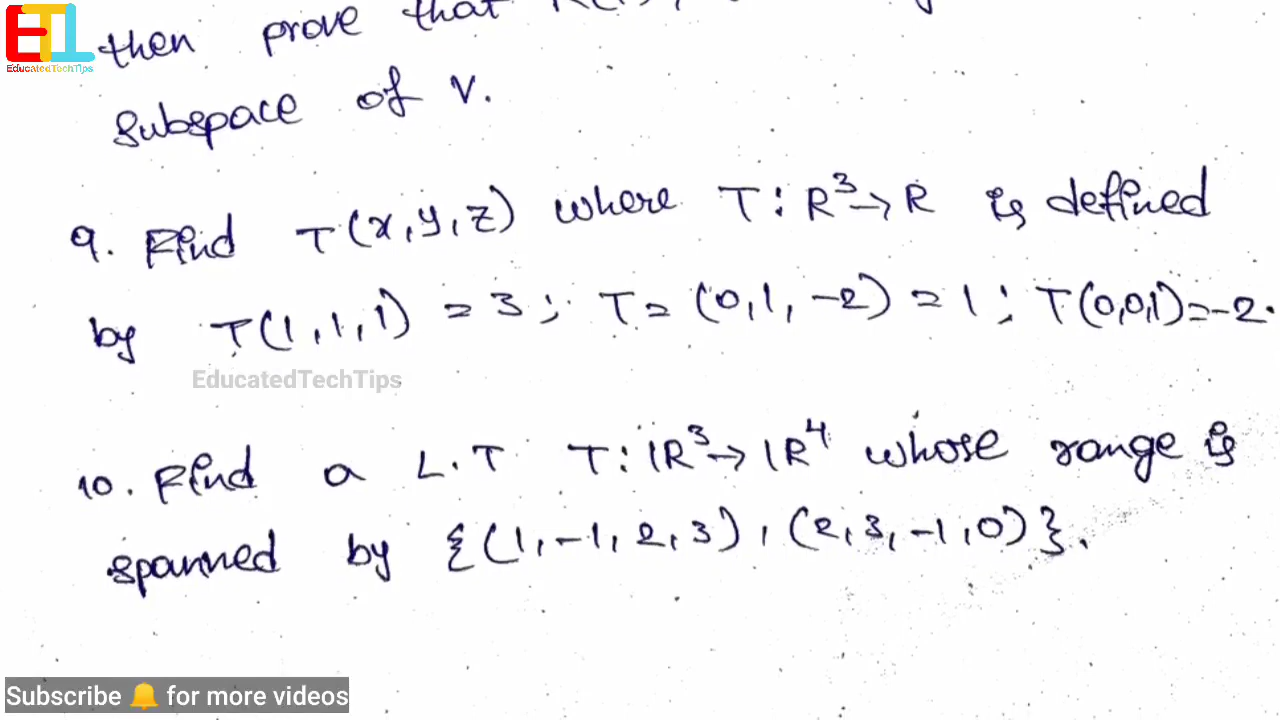 ETL
EducatedTechTips
then prove that
subspace of V.
9. Find T(x,y,z) where T:R³→R is defined
by T(1,1,1) = 3; T=(0,1,-2) = 1; T(0,0,1)=-2.
EducatedTechTips
10. Find a L.T T:ℝ³→ℝ⁴ whose range is
spanned by {(1,-1,2,3), (2,3,-1,0)}.
Subscribe 🔔 for more videos